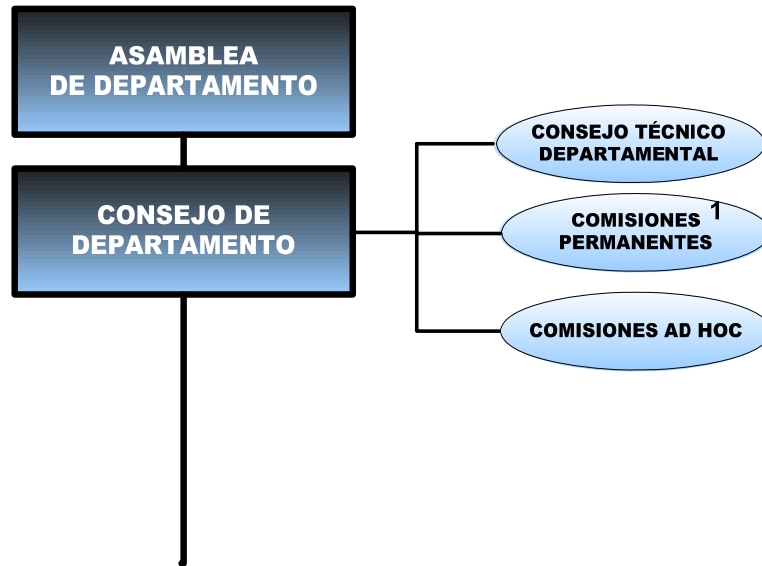 ASAMBLEA
DE DEPARTAMENTO
CONSEJO DE
DEPARTAMENTO
CONSEJO TÉCNICO
DEPARTAMENTAL
COMISIONES 1
PERMANENTES
COMISIONES AD HOC